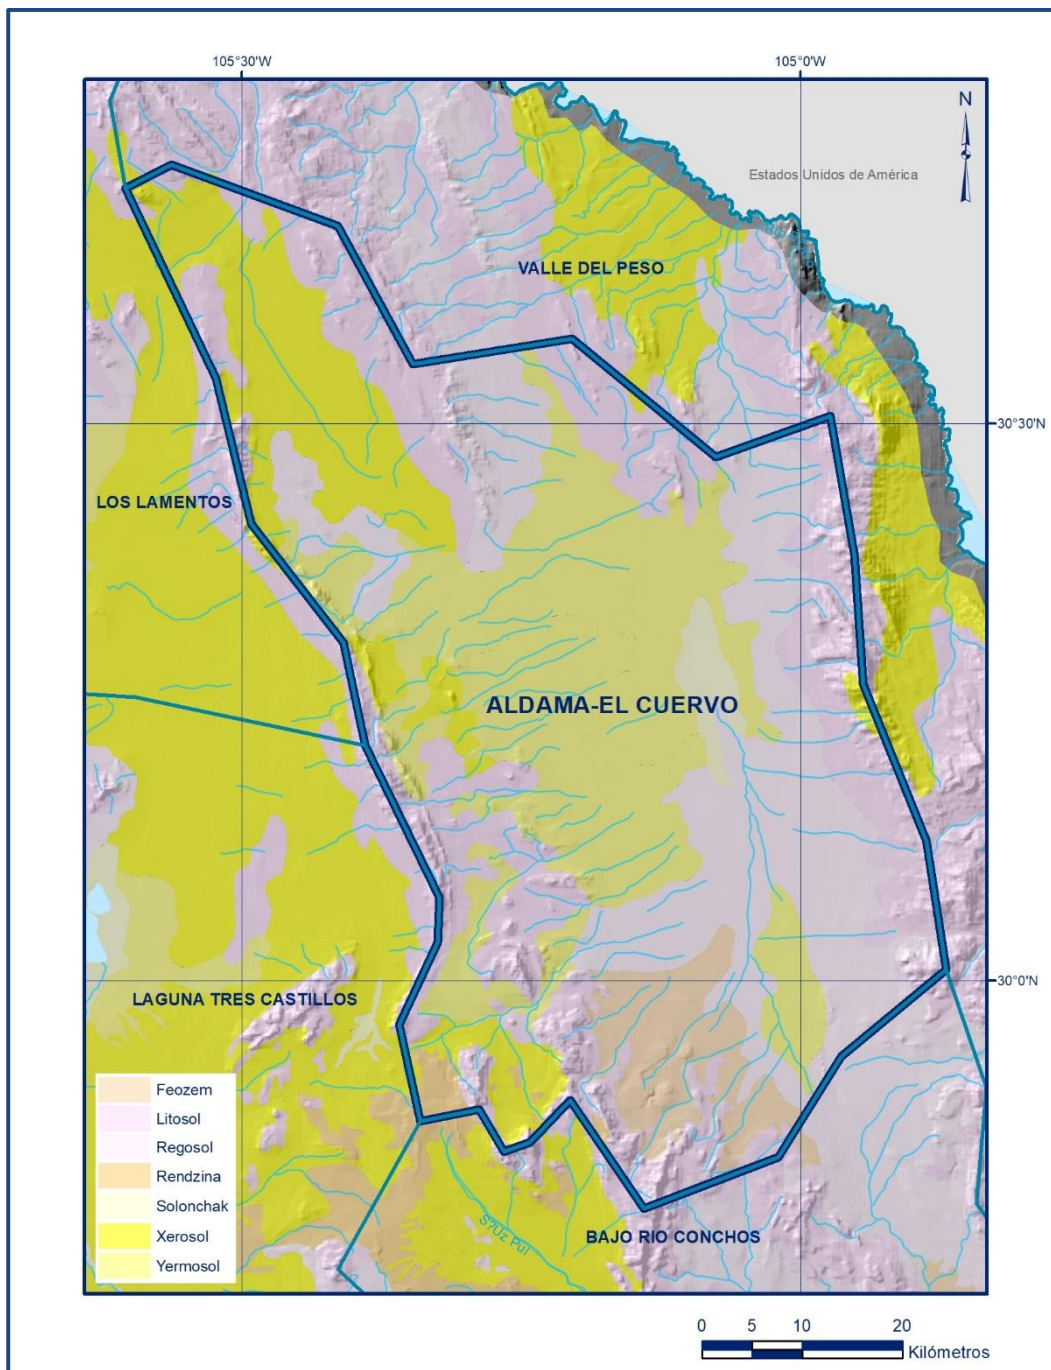 105°30'W
105°0'W
N
Estados Unidos de América
VALLE DEL PESO
30°30'N
LOS LAMENTOS
ALDAMA-EL CUERVO
30°0'N
LAGUNA TRES CASTILLOS
Feozem
Litosol
Regosol
Rendzina
Solonchak
Xerosol
Yermosol
S?Uz Pul
BAJO RIO CONCHOS
0 5 10 20
Kilómetros